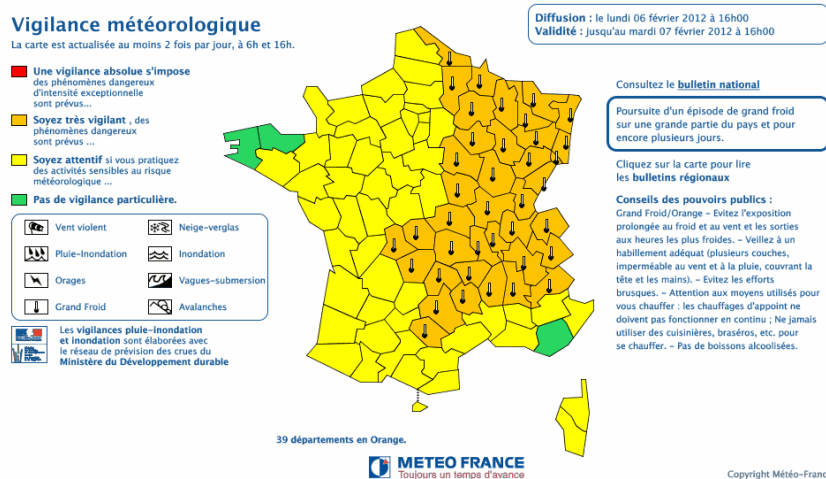 Vigilance météorologique
La carte est actualisée au moins 2 fois par jour, à 6h et 16h.
Diffusion : le lundi 06 février 2012 à 16h00
Validité : jusqu'au mardi 07 février 2012 à 16h00
Une vigilance absolue s'impose
des phénomènes dangereux
d'intensité exceptionnelle
sont prévus...
Soyez très vigilant , des
phénomènes dangereux
sont prévus ...
Soyez attentif si vous pratiquez
des activités sensibles au risque
météorologique ...
Pas de vigilance particulière.
Vent violent
Neige-verglas
Pluie-Inondation
Inondation
Orages
Vagues-submersion
Grand Froid
Avalanches
Les vigilances pluie-inondation
et inondation sont élaborées avec
le réseau de prévision des crues du
Ministère du Développement durable
Consultez le bulletin national
Poursuite d'un épisode de grand froid
sur une grande partie du pays et pour
encore plusieurs jours.
Cliquez sur la carte pour lire
les bulletins régionaux
Conseils des pouvoirs publics :
Grand Froid/Orange – Evitez l'exposition
prolongée au froid et au vent et les sorties
aux heures les plus froides. – Veillez à un
habillement adéquat (plusieurs couches,
imperméable au vent et à la pluie, couvrant la
tête et les mains). – Evitez les efforts
brusques. – Attention aux moyens utilisés pour
vous chauffer : les chauffages d'appoint ne
doivent pas fonctionner en continu ; Ne jamais
utiliser des cuisinières, braséros, etc. pour
se chauffer. – Pas de boissons alcoolisées.
39 départements en Orange.
METEO FRANCE
Toujours un temps d'avance
Copyright Météo-Franc